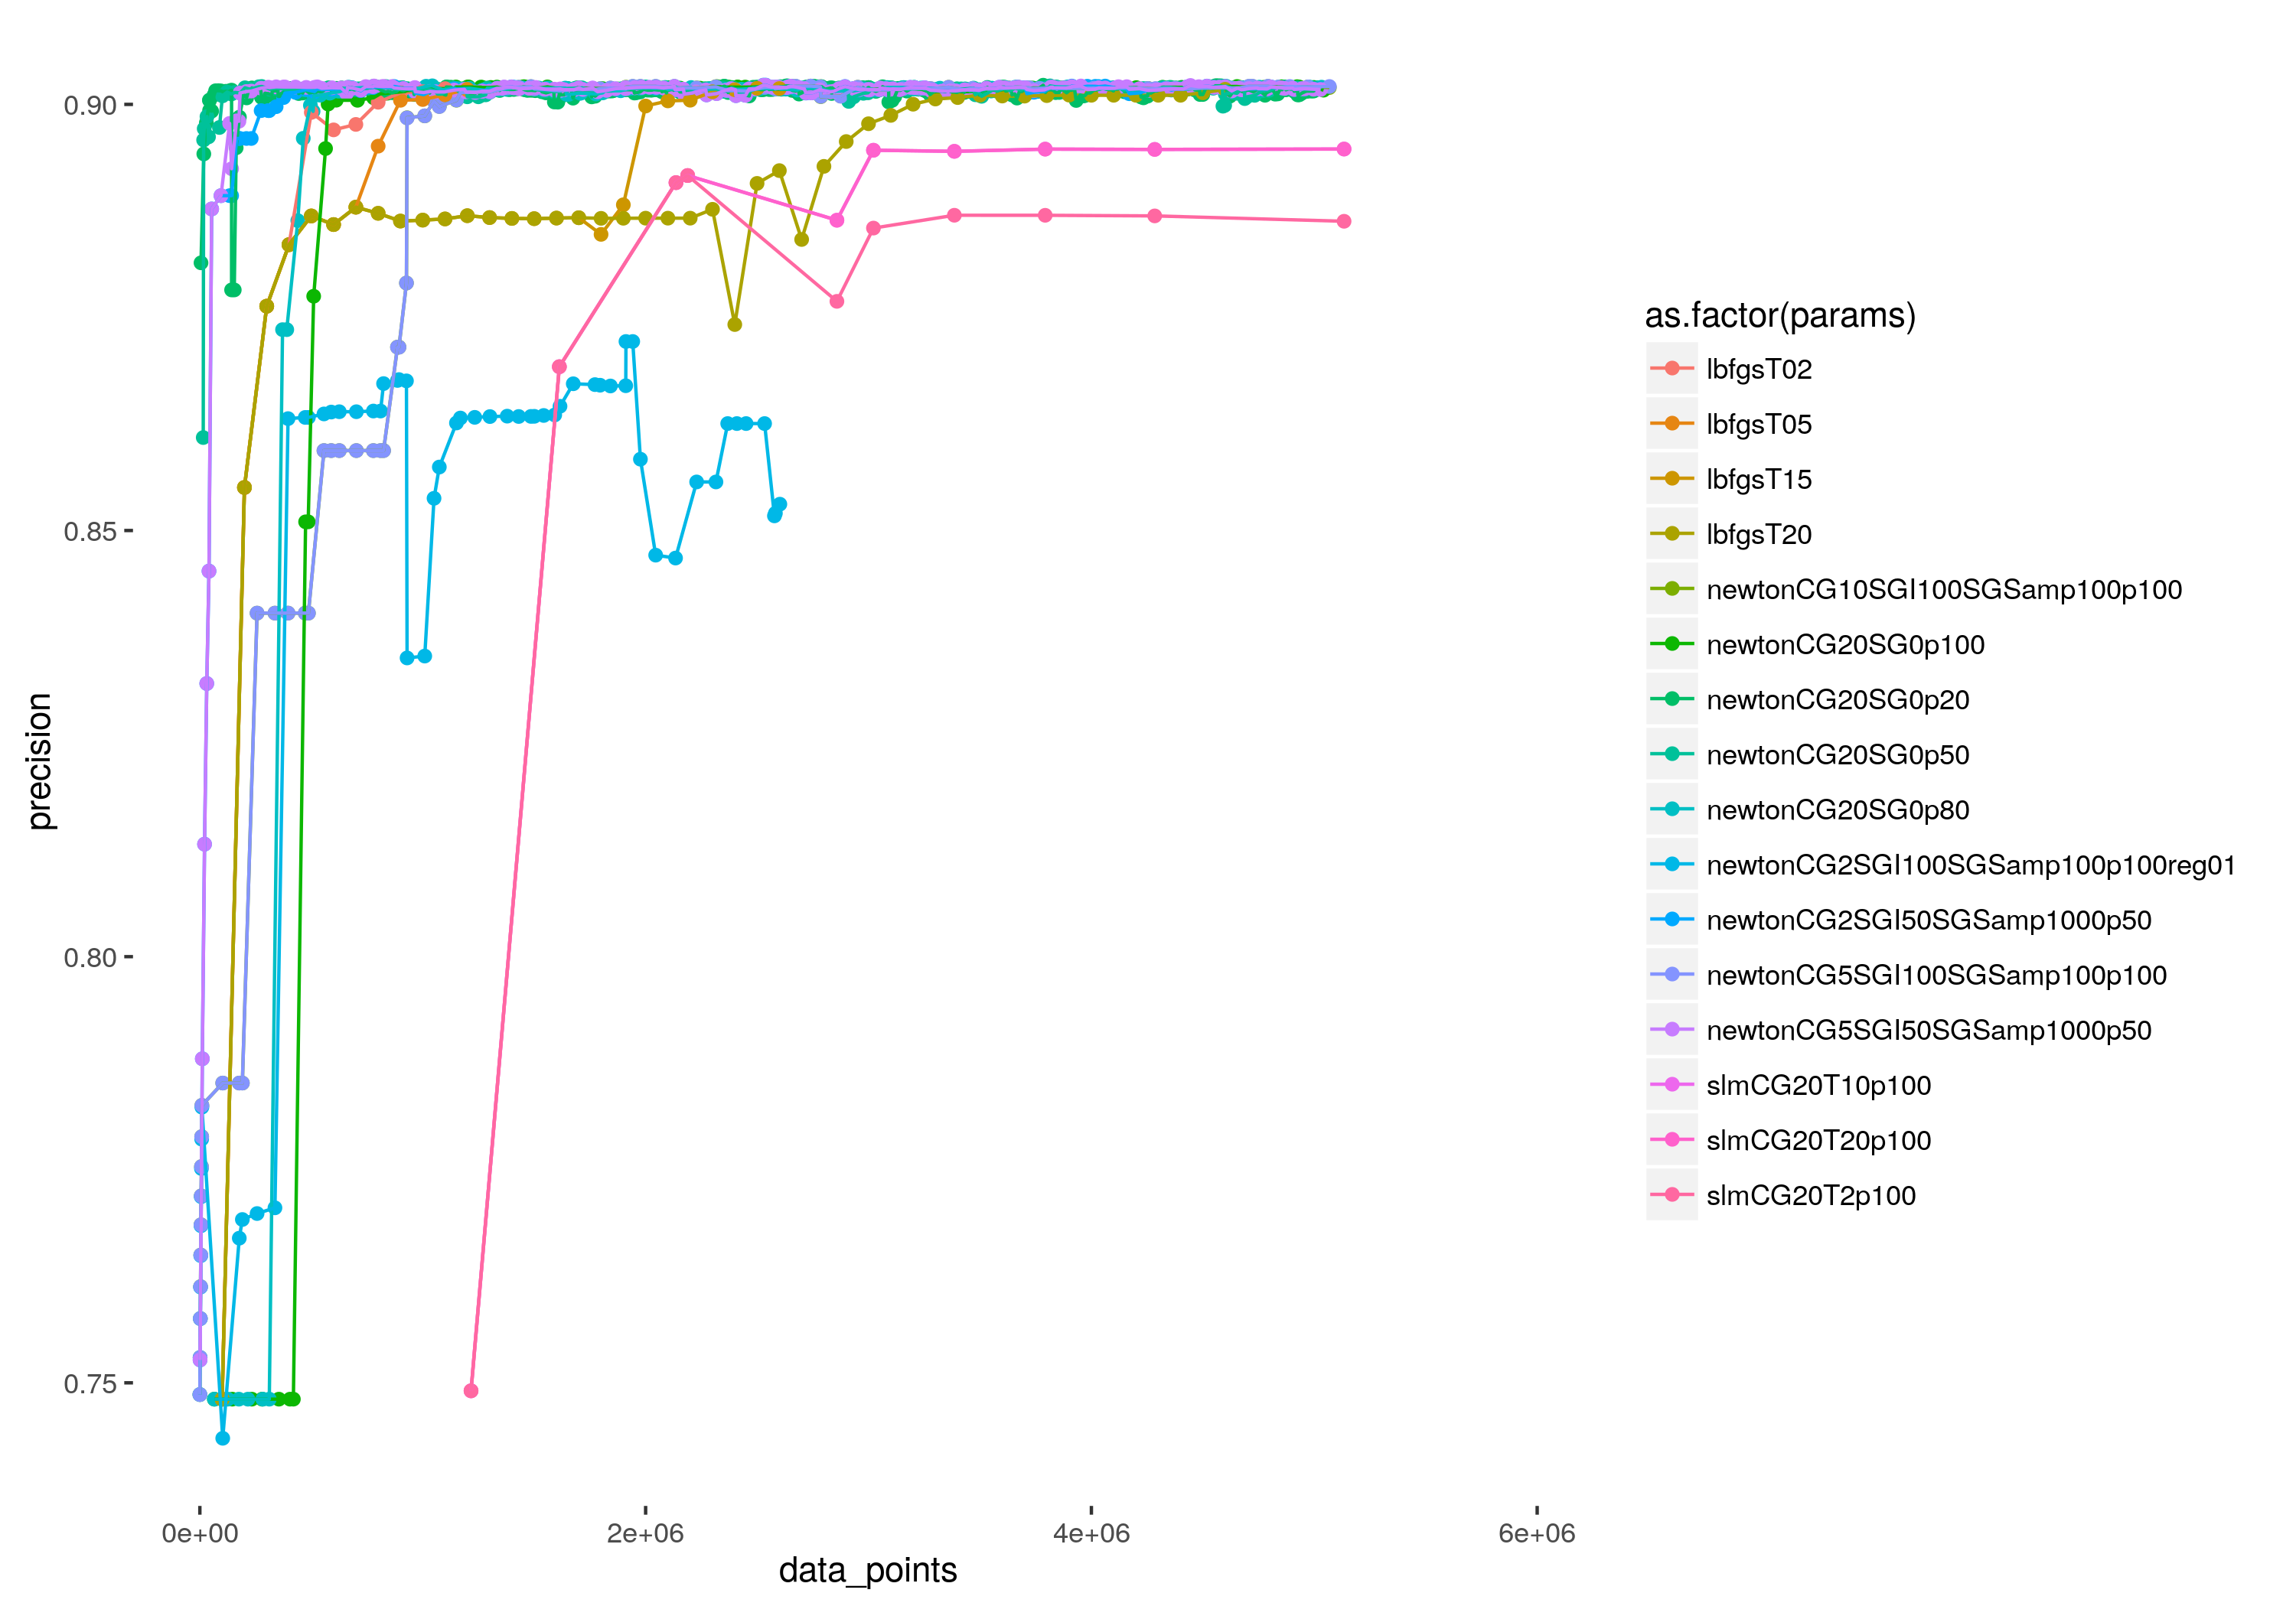 0.90
0.85
0.80
0.75
precision
0e+00
2e+06
4e+06
6e+06
data_points
as.factor(params)
lbfgsT02
lbfgsT05
lbfgsT15
lbfgsT20
newtonCG10SGI100SGSamp100p100
newtonCG20SG0p100
newtonCG20SG0p20
newtonCG20SG0p50
newtonCG20SG0p80
newtonCG2SGI100SGSamp100p100reg01
newtonCG2SGI50SGSamp1000p50
newtonCG5SGI100SGSamp100p100
newtonCG5SGI50SGSamp1000p50
slmCG20T10p100
slmCG20T20p100
slmCG20T2p100